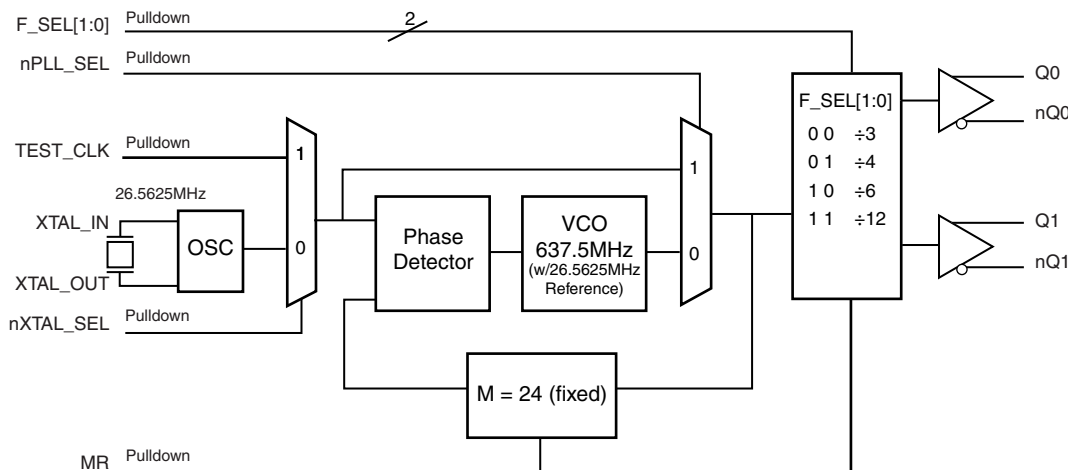 F_SEL[1:0] Pulldown
2
nPLL_SEL Pulldown
TEST_CLK Pulldown
1
26.5625MHz
XTAL_IN
OSC
0
XTAL_OUT
nXTAL_SEL Pulldown
Phase
Detector
VCO
637.5MHz
(w/26.5625MHz
Reference)
1
0
M = 24 (fixed)
MR Pulldown
F_SEL[1:0]
0 0 ÷3
0 1 ÷4
1 0 ÷6
1 1 ÷12
Q0
nQ0
Q1
nQ1